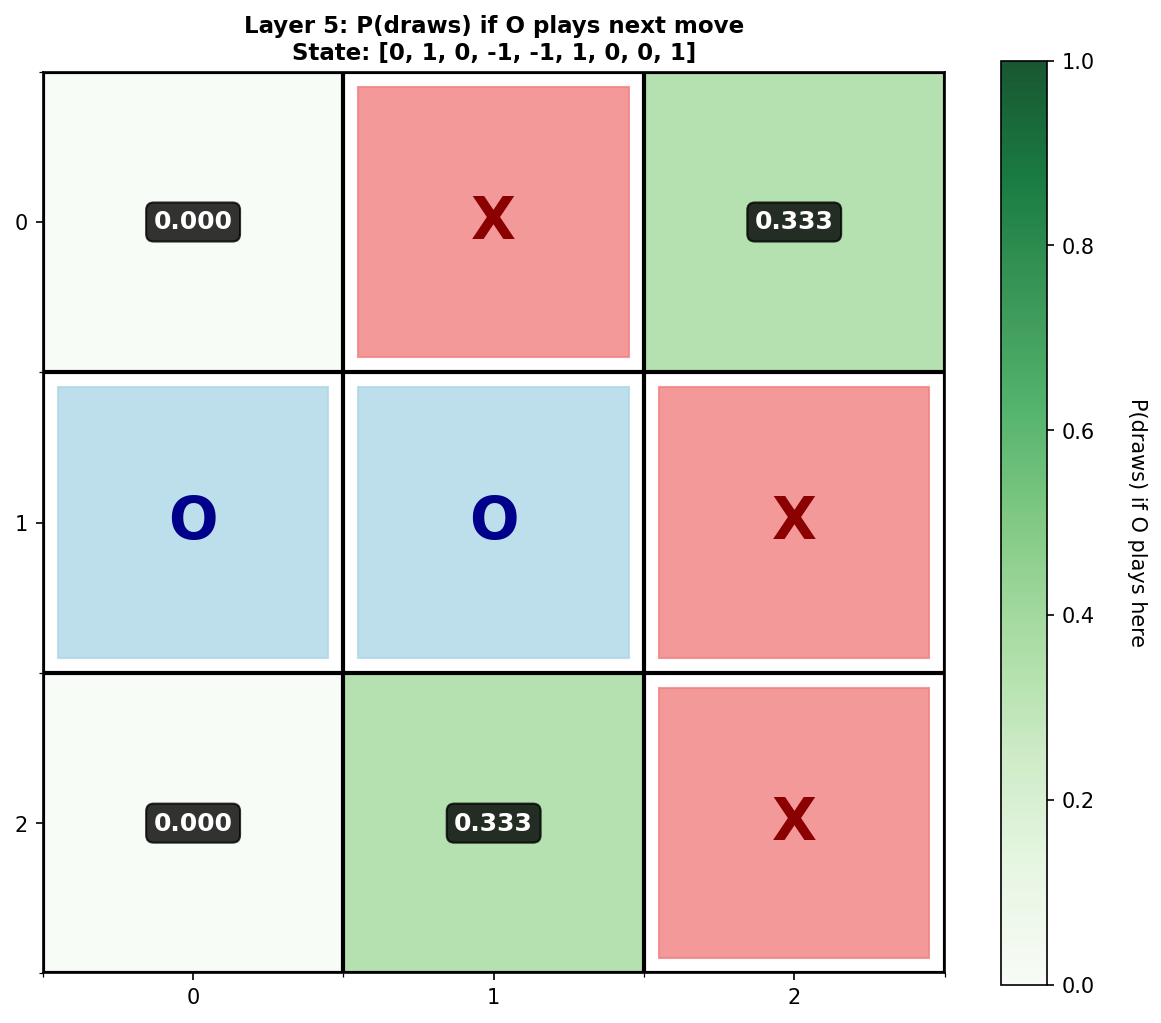 Layer 5: P(draws) if O plays next move
State: [0, 1, 0, -1, -1, 1, 0, 0, 1]
0.000
X
0.333
O
O
X
0.000
0.333
X
0
1
2
0
1
2
1.0
0.8
0.6
0.4
0.2
0.0
P(draws) if O plays here